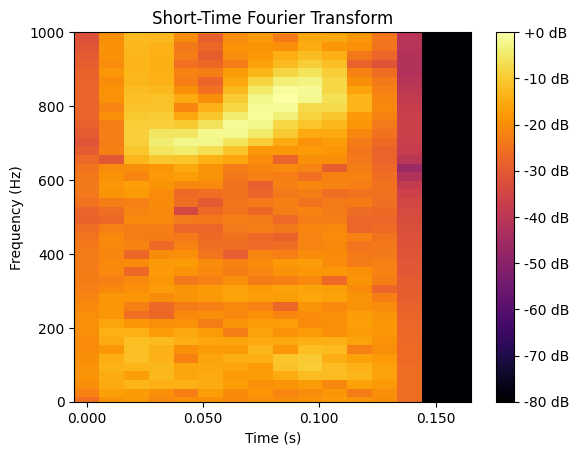 Short-Time Fourier Transform
Frequency (Hz)
1000
800
600
400
200
0
0.000
0.050
0.100
0.150
Time (s)
+0 dB
-10 dB
-20 dB
-30 dB
-40 dB
-50 dB
-60 dB
-70 dB
-80 dB